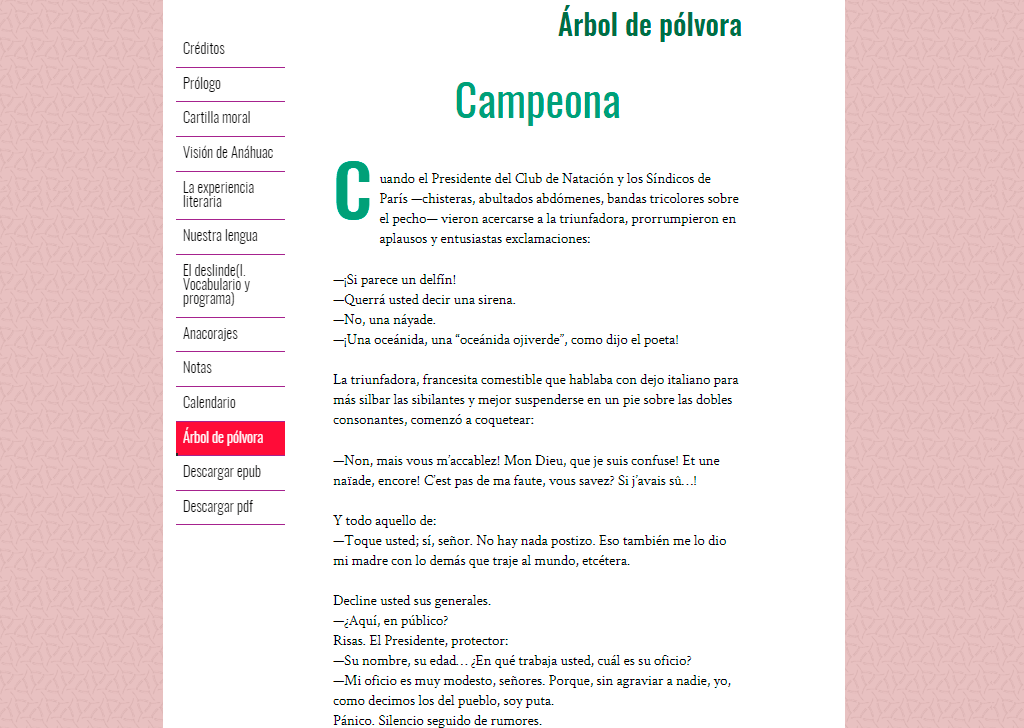 Árbol de pólvora
Créditos
Prólogo
Cartilla moral
Visión de Anáhuac
La experiencia
literaria
Nuestra lengua
El deslinde(I.
Vocabulario y
programa)
Anacorajes
Notas
Calendario
Árbol de pólvora
Descargar epub
Descargar pdf
Campeona
Cuando el Presidente del Club de Natación y los Síndicos de
París —chisteras, abultados abdómenes, bandas tricolores sobre
el pecho— vieron acercarse a la triunfadora, prorrumpieron en
aplausos y entusiastas exclamaciones:
—¡Si parece un delfín!
—Querrá usted decir una sirena.
—No, una náyade.
—¡Una oceánida, una “oceánida ojiverde”, como dijo el poeta!
La triunfadora, francesita comestible que hablaba con dejo italiano para
más silbar las sibilantes y mejor suspenderse en un pie sobre las dobles
consonantes, comenzó a coquetear:
—Non, mais vous m’accablez! Mon Dieu, que je suis confuse! Et une
naïade, encore! C’est pas de ma faute, vous savez? Si j’avais sû…!
Y todo aquello de:
—Toque usted; sí, señor. No hay nada postizo. Eso también me lo dio
mi madre con lo demás que traje al mundo, etcétera.
Decline usted sus generales.
—¿Aquí, en público?
Risas. El Presidente, protector:
—Su nombre, su edad… ¿En qué trabaja usted, cuál es su oficio?
—Mi oficio es muy modesto, señores. Porque, sin agraviar a nadie, yo,
como decimos los del pueblo, soy puta.
Pánico. Silencio seguido de rumores.